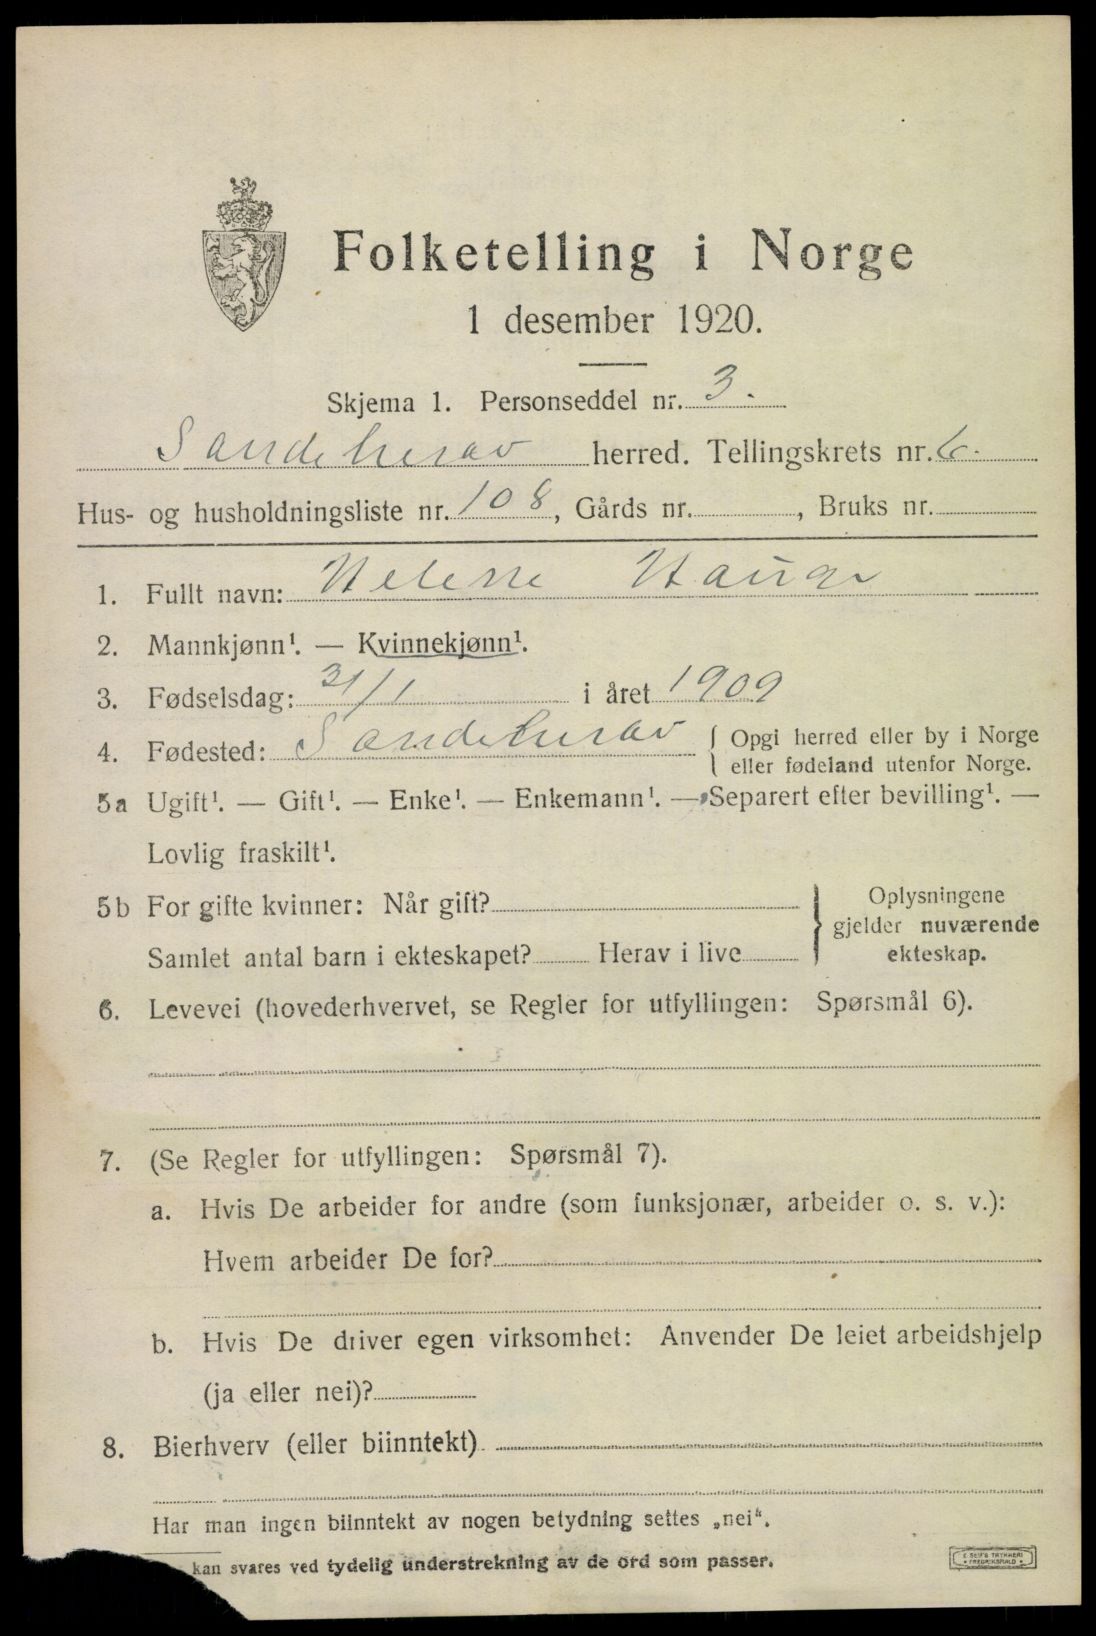 Folketelling i Norge
1 desember 1920.
Skjema 1. Personseddel nr. 3.
Sandeherav herred. Tellingskrets nr. 6.
Hus- og husholdningsliste nr. 108, Gårds nr. , Bruks nr.
1. Fullt navn: Helene Hauge
2. Mannkjønn¹. — Kvinnekjønn¹.
3. Fødselsdag: 31/1 i året 1909
4. Fødested: Sandeherav { Opgi herred eller by i Norge
eller fødeland utenfor Norge.
5a Ugift¹. — Gift¹. — Enke¹. — Enkemann¹. — Separert efter bevilling¹. —
Lovlig fraskilt¹.
5b For gifte kvinner: Når gift? } Oplysningene
gjelder nuværende
Samlet antal barn i ekteskapet? Herav i live ekteskap.
6. Levevei (hovederhvervet, se Regler for utfyllingen: Spørsmål 6).
7. (Se Regler for utfyllingen: Spørsmål 7).
a. Hvis De arbeider for andre (som funksjonær, arbeider o. s. v.):
Hvem arbeider De for?
b. Hvis De driver egen virksomhet: Anvender De leiet arbeidshjelp
(ja eller nei)?
8. Bierhverv (eller biinntekt)
Har man ingen biinntekt av nogen betydning settes „nei“.
kan svares ved tydelig understrekning av de ord som passer.
E. SEM'S TRYKKERI
FREDRIKSHALD